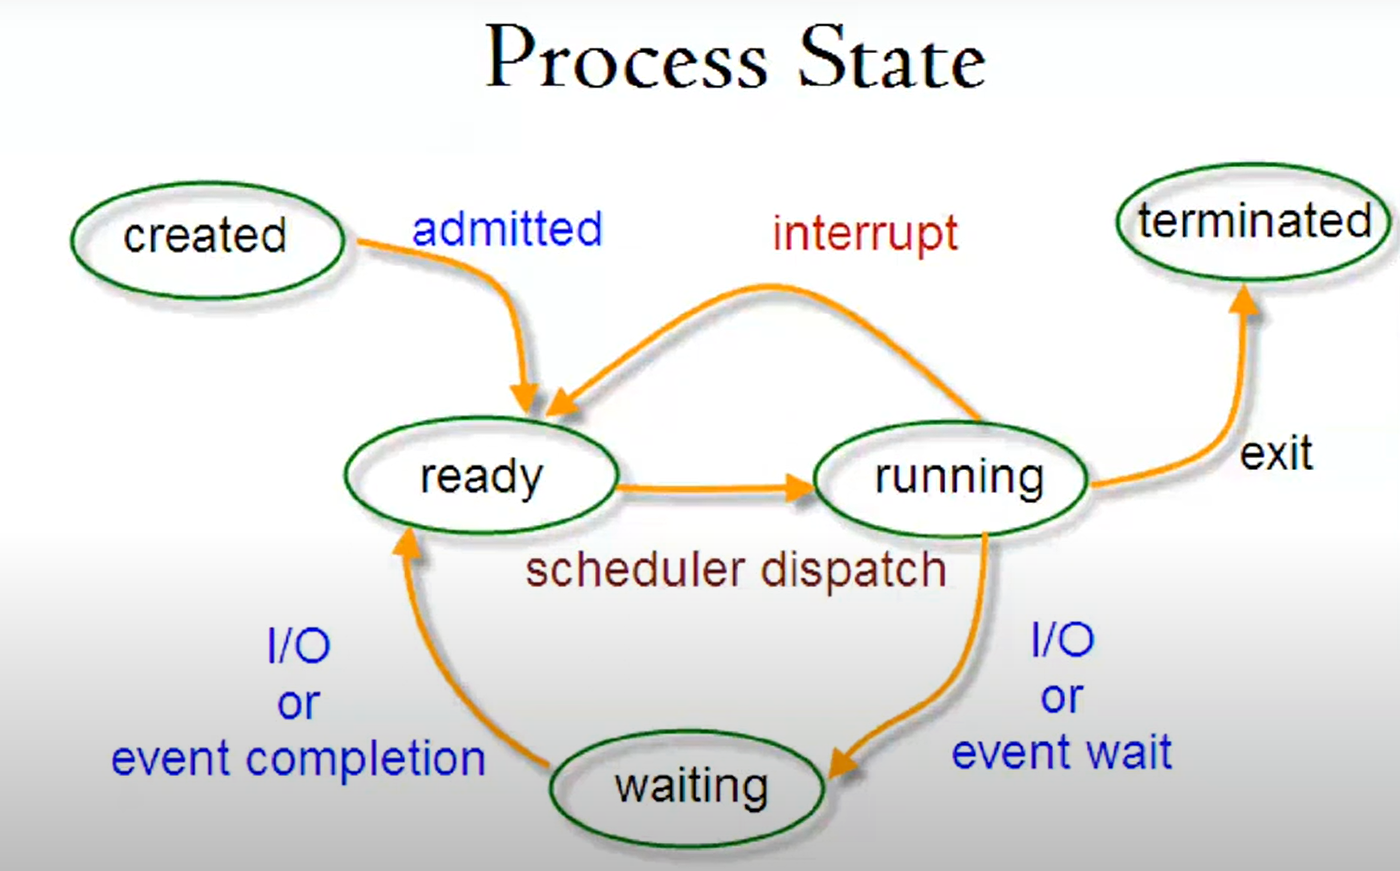 Process State
created
admitted
interrupt
terminated
ready
running
exit
scheduler dispatch
I/O
or
event completion
I/O
or
event wait
waiting